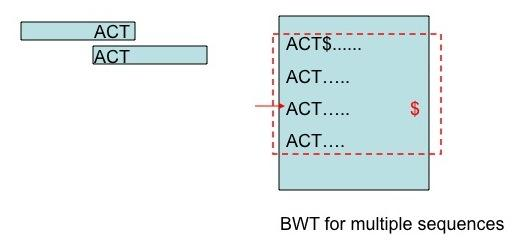 ACT
ACT
ACT$......
ACT.....
ACT..... $
ACT....
BWT for multiple sequences